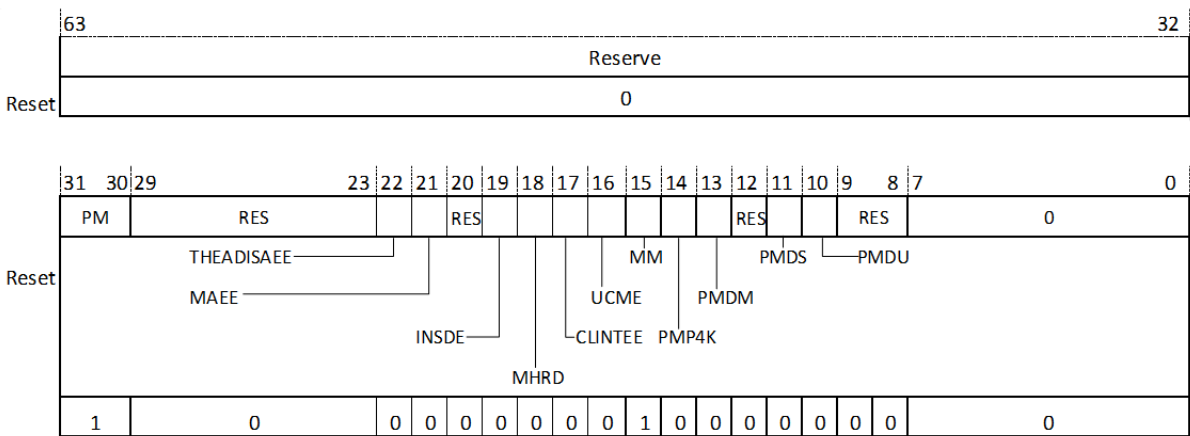 63 32
Reserve
Reset 0
31 30 29 23 22 21 20 19 18 17 16 15 14 13 12 11 10 9 8 7 0
PM RES RES RES RES 0
THEADISAEE MM PMDS PMDU
Reset
MAEE UCME PMDM
INSDE CLINTEE PMP4K
MHRD
1 0 0 0 0 0 0 0 0 1 0 0 0 0 0 0 0 0